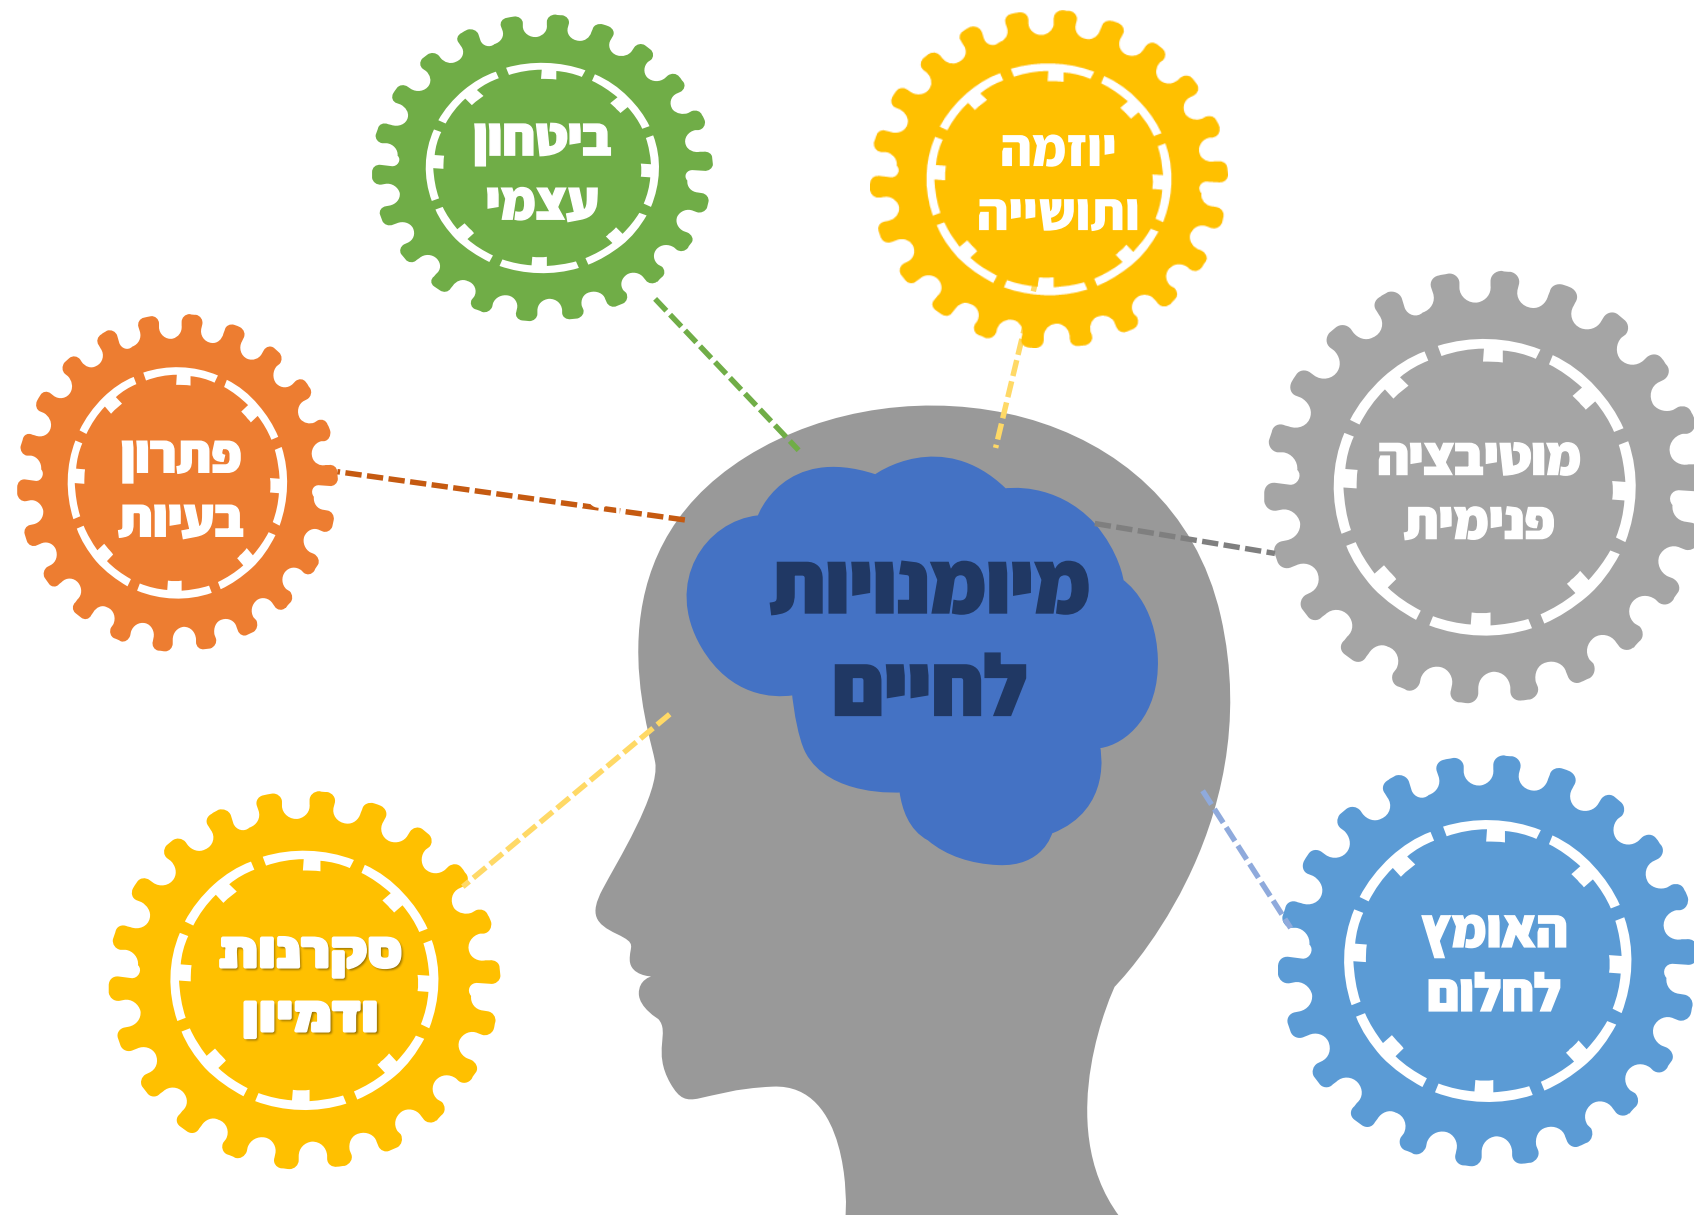 יוזמה
ותושייה
ביטחון
עצמי
מוטיבציה
פנימית
פתרון
בעיות
מיומנויות
לחיים
האומץ
לחלום
סקרנות
ודמיון